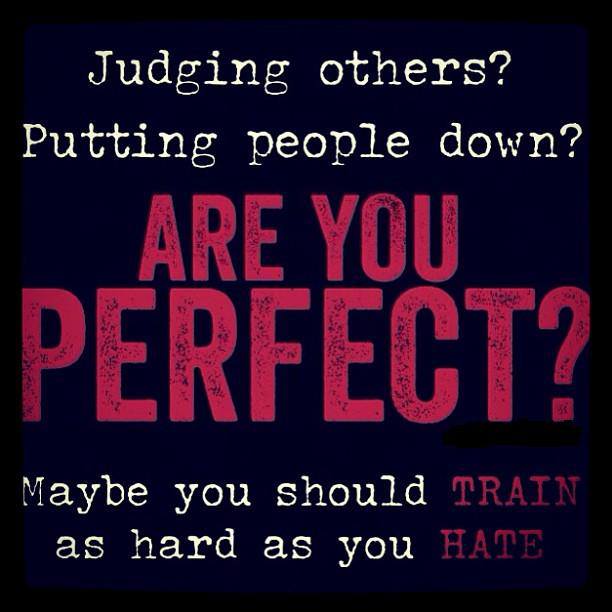 Judging others?
Putting people down?
ARE YOU
PERFECT?
Maybe you should TRAIN
as hard as you HATE